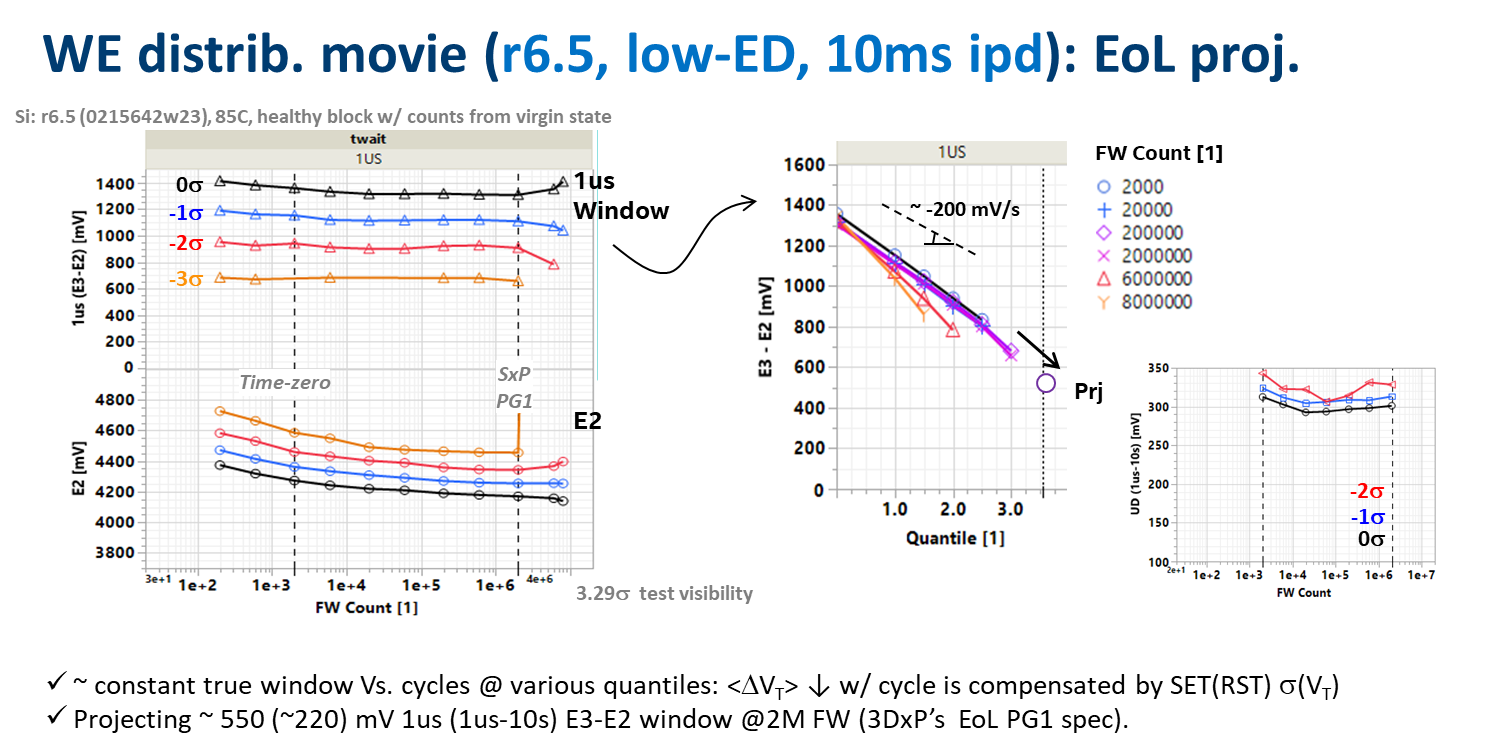 WE distrib. movie (r6.5, low-ED, 10ms ipd): EoL proj.
Si: r6.5 (0215642w23), 85C, healthy block w/ counts from virgin state
twait
1US
1us (E3-E2) [mV]
1400
1200
1000
800
600
400
200
0
0σ
-1σ
-2σ
-3σ
1us
Window
Time-zero
SxP
PG1
E2
E2 [mV]
4800
4600
4400
4200
4000
3800
3e+1
1e+2
1e+3
1e+4
1e+5
1e+6
4e+6
FW Count [1]
3.29σ test visibility
1US
E3 - E2 [mV]
1600
1400
1200
1000
800
600
400
200
0
~ -200 mV/s
Prj
1.0
2.0
3.0
Quantile [1]
FW Count [1]
2000
20000
200000
2000000
6000000
8000000
UD (1us-10s) [mV]
350
300
250
200
150
100
-2σ
-1σ
0σ
2e+1
1e+2
1e+3
1e+4
1e+5
1e+6
1e+7
FW Count
✓ ~ constant true window Vs. cycles @ various quantiles: <ΔV_T> ↓ w/ cycle is compensated by SET(RST) σ(V_T)
✓ Projecting ~ 550 (~220) mV 1us (1us-10s) E3-E2 window @2M FW (3DxP’s EoL PG1 spec).